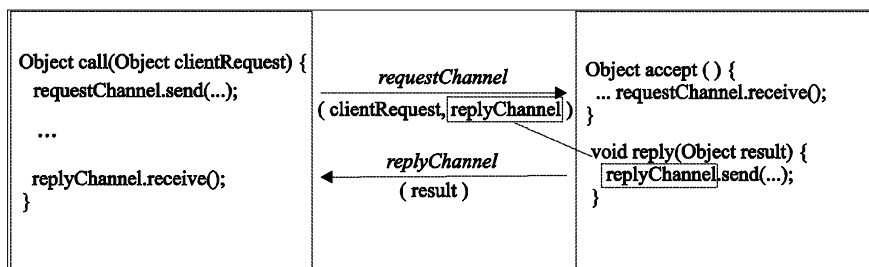 Object call(Object clientRequest) {
requestChannel.send(...);
...
replyChannel.receive();
}
requestChannel
( clientRequest, replyChannel )
replyChannel
( result )
Object accept ( ) {
... requestChannel.receive();
}
void reply(Object result) {
replyChannel.send(...);
}